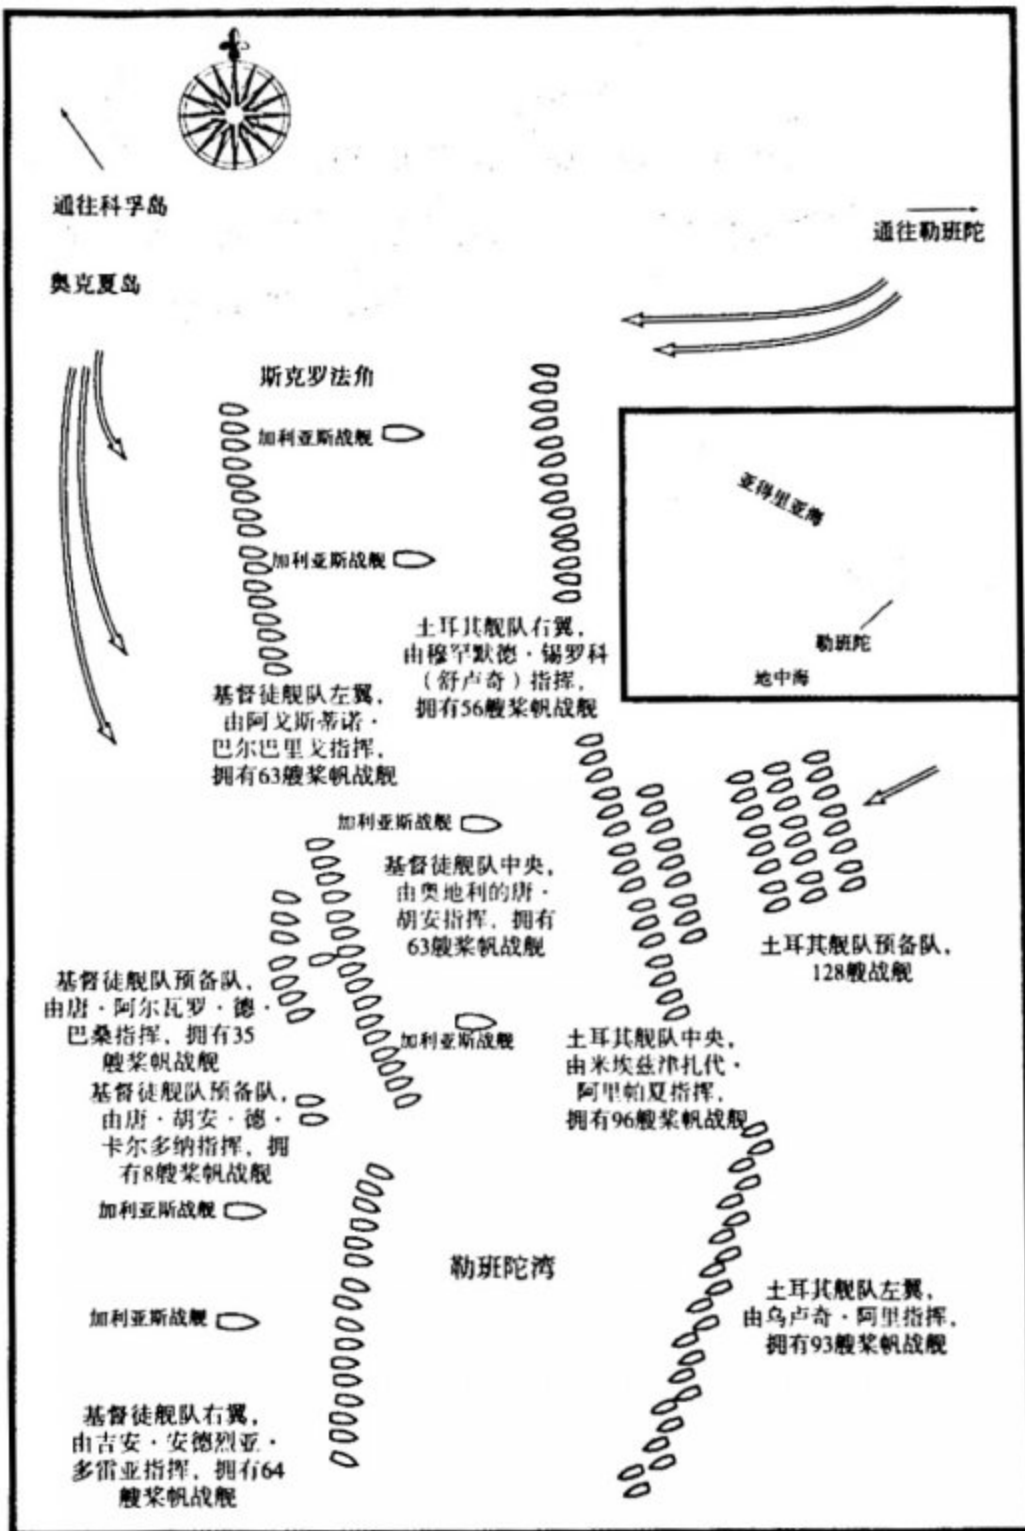 通往科孚岛
通往勒班陀
奥克夏岛
斯克罗法角
加利亚斯战舰
加利亚斯战舰
亚得里亚海
勒班陀
地中海
土耳其舰队右翼，
由穆罕默德·锡罗科
（舒卢奇）指挥，
拥有56艘桨帆战舰
基督徒舰队左翼，
由阿戈斯蒂诺·
巴尔巴里戈指挥，
拥有63艘桨帆战舰
加利亚斯战舰
基督徒舰队中央，
由奥地利的唐·
胡安指挥，拥有
63艘桨帆战舰
土耳其舰队预备队，
128艘战舰
基督徒舰队预备队，
由唐·阿尔瓦罗·德·
巴桑指挥，拥有35
艘桨帆战舰
加利亚斯战舰
土耳其舰队中央，
由米埃兹津扎代·
阿里帕夏指挥，
拥有96艘桨帆战舰
基督徒舰队预备队，
由唐·胡安·德·
卡尔多纳指挥，拥
有8艘桨帆战舰
加利亚斯战舰
勒班陀湾
加利亚斯战舰
土耳其舰队左翼，
由乌卢奇·阿里指挥，
拥有93艘桨帆战舰
基督徒舰队右翼，
由吉安·安德烈亚·
多雷亚指挥，拥有64
艘桨帆战舰